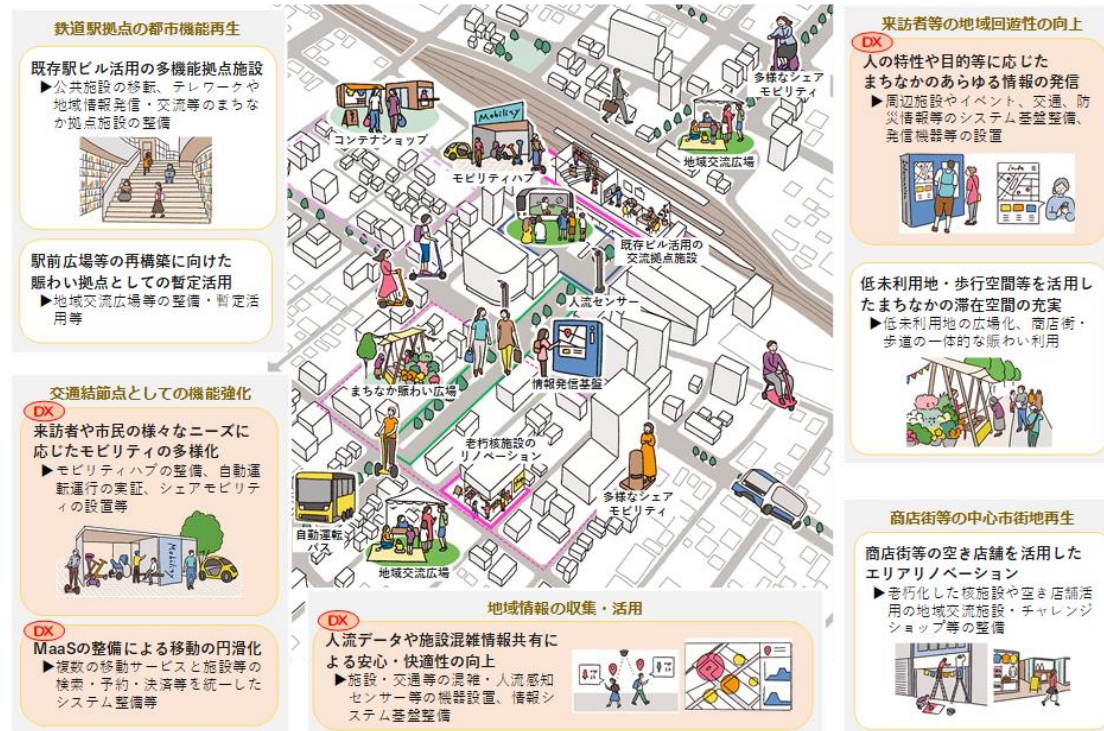 鉄道駅拠点の都市機能再生
既存駅ビル活用の多機能拠点施設
▶公共施設の移転、テレワークや
地域情報発信・交流等のまちな
か拠点施設の整備
駅前広場等の再構築に向けた
賑わい拠点としての暫定活用
▶地域交流広場等の整備・暫定活
用等
交通結節点としての機能強化
DX
来訪者や市民の様々なニーズに
応じたモビリティの多様化
▶モビリティハブの整備、自動運
転運行の実証、シェアモビリテ
ィの設置等
Mobility
DX
MaaSの整備による移動の円滑化
▶複数の移動サービスと施設等の
検索・予約・決済等を統一した
システム整備等
コンテナショップ
Mobility
モビリティハブ
多様なシェア
モビリティ
地域交流広場
既存ビル活用の
交流拠点施設
人流センサー
情報発信基盤
まちなか賑わい広場
老朽核施設の
リノベーション
多様なシェア
モビリティ
自動運転
バス
地域交流広場
地域情報の収集・活用
DX
人流データや施設混雑情報共有に
よる安心・快適性の向上
▶施設・交通等の混雑・人流感知
センサー等の機器設置、情報シ
ステム基盤整備
来訪者等の地域回遊性の向上
DX
人の特性や目的等に応じた
まちなかのあらゆる情報の発信
▶周辺施設やイベント、交通、防
災情報等のシステム基盤整備、
発信機器等の設置
低未利用地・歩行空間等を活用し
たまちなかの滞在空間の充実
▶低未利用地の広場化、商店街・
歩道の一体的な賑わい利用
商店街等の中心市街地再生
商店街等の空き店舗を活用した
エリアリノベーション
▶老朽化した核施設や空き店舗活
用の地域交流施設・チャレンジ
ショップ等の整備